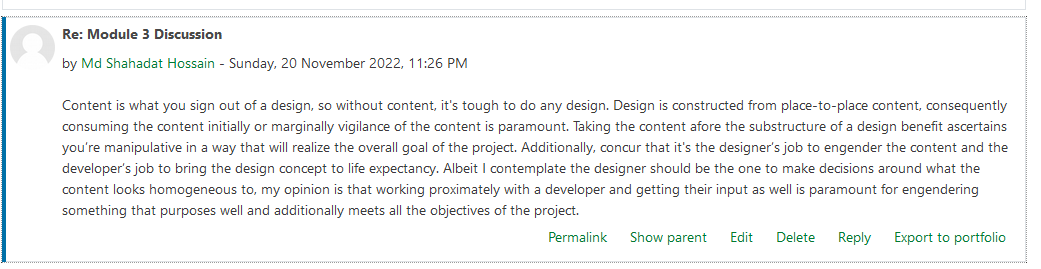 Re: Module 3 Discussion
by Md Shahadat Hossain - Sunday, 20 November 2022, 11:26 PM
Content is what you sign out of a design, so without content, it's tough to do any design. Design is constructed from place-to-place content, consequently
consuming the content initially or marginally vigilance of the content is paramount. Taking the content afore the substructure of a design benefit ascertains
you're manipulative in a way that will realize the overall goal of the project. Additionally, concur that it's the designer's job to engender the content and the
developer's job to bring the design concept to life expectancy. Albeit I contemplate the designer should be the one to make decisions around what the
content looks homogeneous to, my opinion is that working proximately with a developer and getting their input as well is paramount for engendering
something that purposes well and additionally meets all the objectives of the project.
Permalink Show parent Edit Delete Reply Export to portfolio